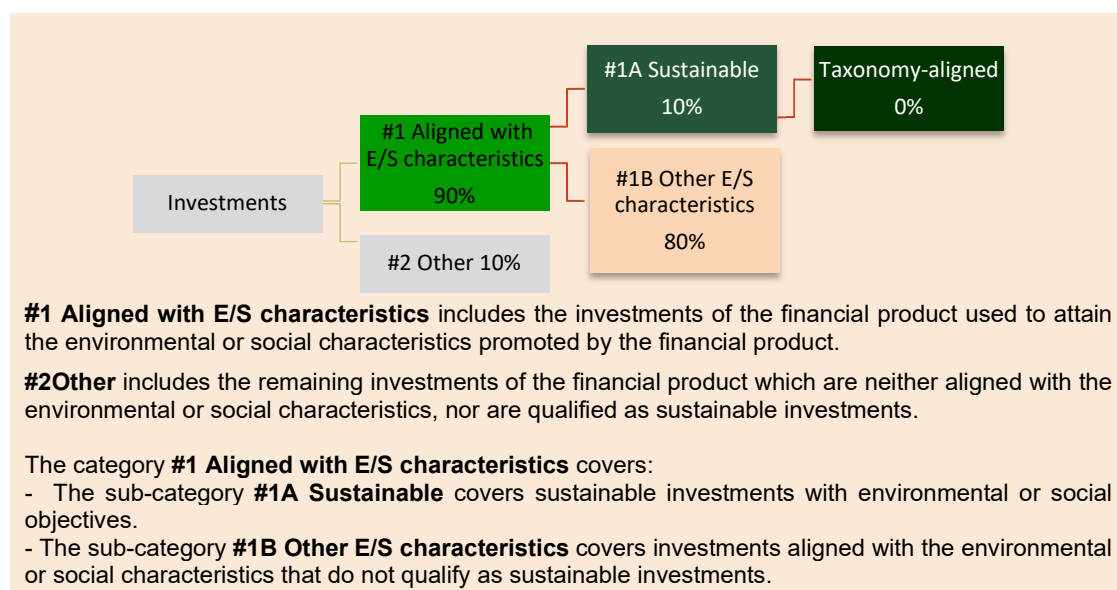 #1A Sustainable
10%
Taxonomy-aligned
0%
#1 Aligned with
E/S characteristics
90%
Investments
#1B Other E/S
characteristics
80%
#2 Other 10%
#1 Aligned with E/S characteristics includes the investments of the financial product used to attain
the environmental or social characteristics promoted by the financial product.
#2Other includes the remaining investments of the financial product which are neither aligned with the
environmental or social characteristics, nor are qualified as sustainable investments.
The category #1 Aligned with E/S characteristics covers:
- The sub-category #1A Sustainable covers sustainable investments with environmental or social
objectives.
- The sub-category #1B Other E/S characteristics covers investments aligned with the environmental
or social characteristics that do not qualify as sustainable investments.